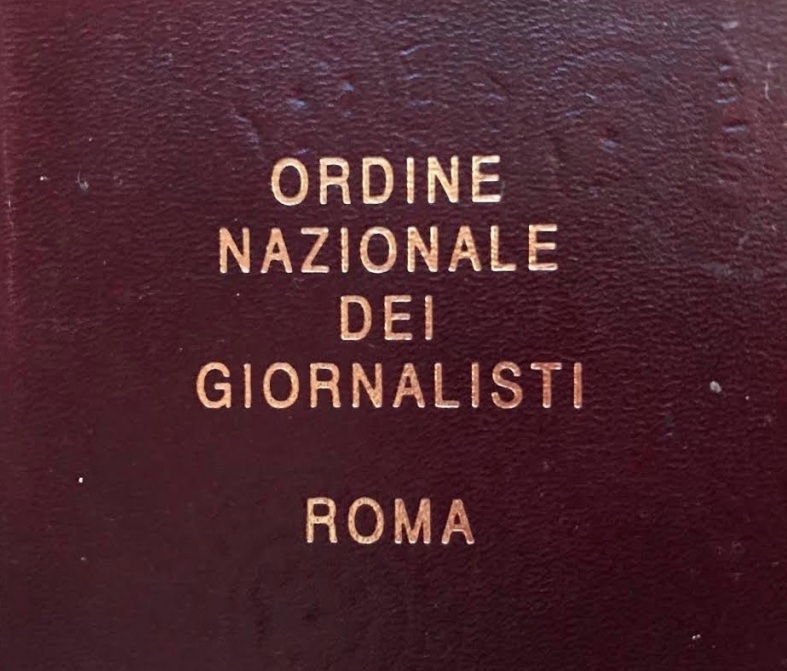 ORDINE
NAZIONALE
DEI
GIORNALISTI
ROMA